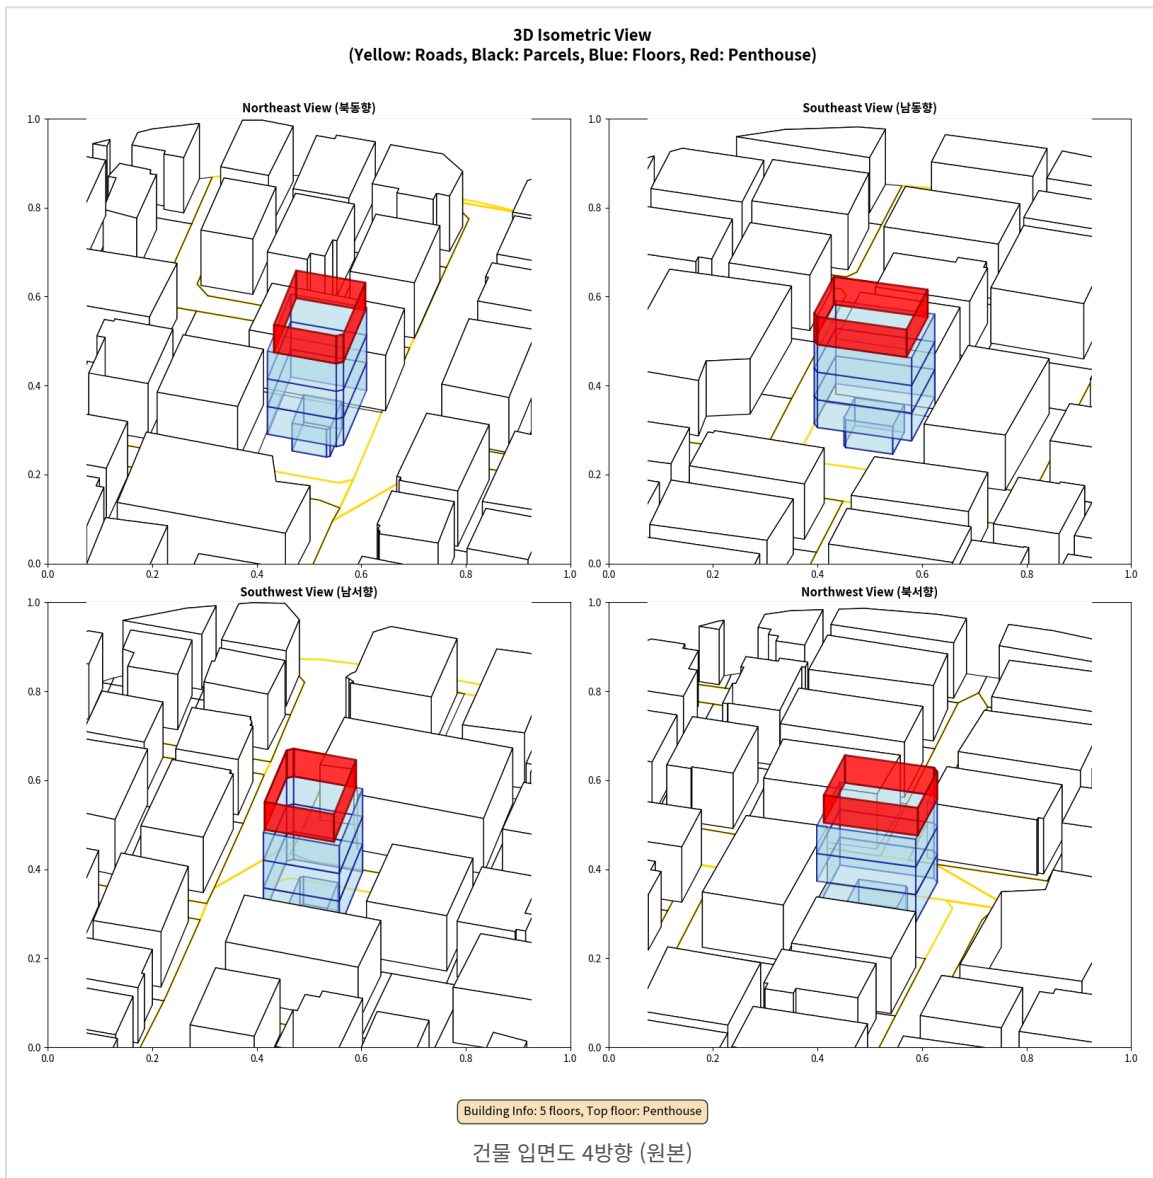 3D Isometric View
(Yellow: Roads, Black: Parcels, Blue: Floors, Red: Penthouse)
Northeast View (북동향)
1.0
0.8
0.6
0.4
0.2
0.0
0.0 0.2 0.4 0.6 0.8 1.0
Southeast View (남동향)
1.0
0.8
0.6
0.4
0.2
0.0
0.0 0.2 0.4 0.6 0.8 1.0
Southwest View (남서향)
1.0
0.8
0.6
0.4
0.2
0.0
0.0 0.2 0.4 0.6 0.8 1.0
Northwest View (북서향)
1.0
0.8
0.6
0.4
0.2
0.0
0.0 0.2 0.4 0.6 0.8 1.0
Building Info: 5 floors, Top floor: Penthouse
건물 입면도 4방향 (원본)